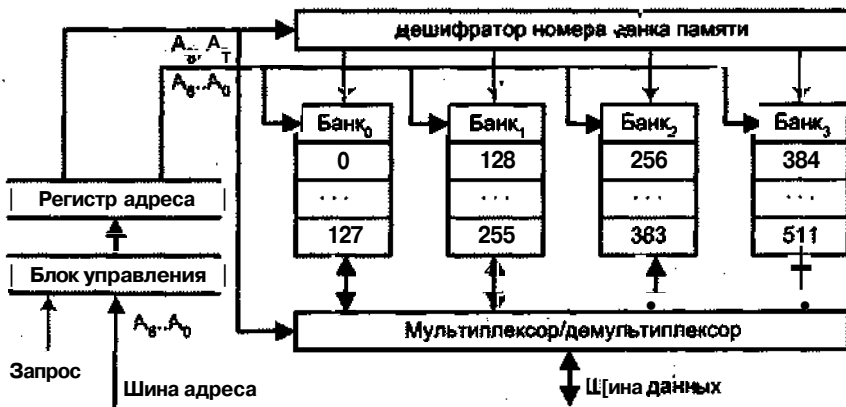 дешифратор номера банка памяти
A₈, A₇
A₆..A₀
Банк₀
Банк₁
Банк₂
Банк₃
0
128
256
384
...
...
...
...
127
255
383
511
Регистр адреса
Блок управления
A₈..A₀
Мультиплексор/демультиплексор
Запрос
Шина адреса
Шина данных